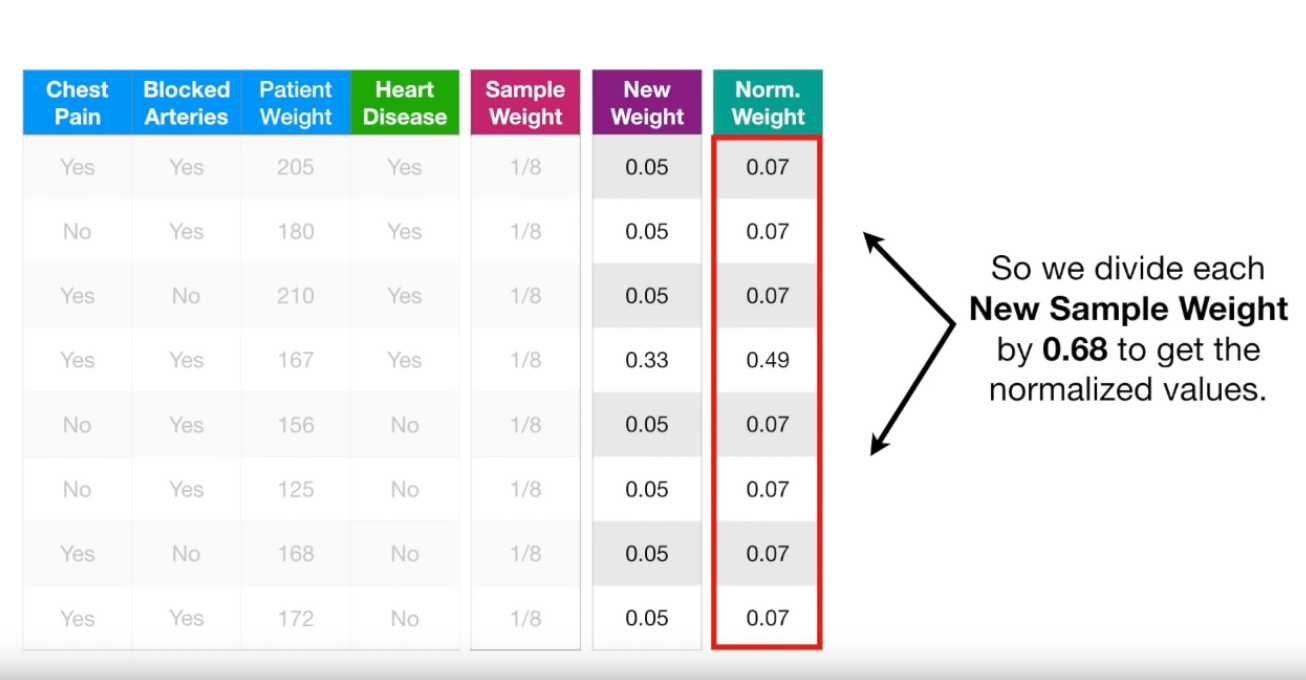 Chest Pain Blocked Arteries Patient Weight Heart Disease Sample Weight New Weight Norm. Weight
Yes Yes 205 Yes 1/8 0.05 0.07
No Yes 180 Yes 1/8 0.05 0.07
Yes No 210 Yes 1/8 0.05 0.07
Yes Yes 167 Yes 1/8 0.33 0.49
No Yes 156 No 1/8 0.05 0.07
No Yes 125 No 1/8 0.05 0.07
Yes No 168 No 1/8 0.05 0.07
Yes Yes 172 No 1/8 0.05 0.07
So we divide each
New Sample Weight
by 0.68 to get the
normalized values.